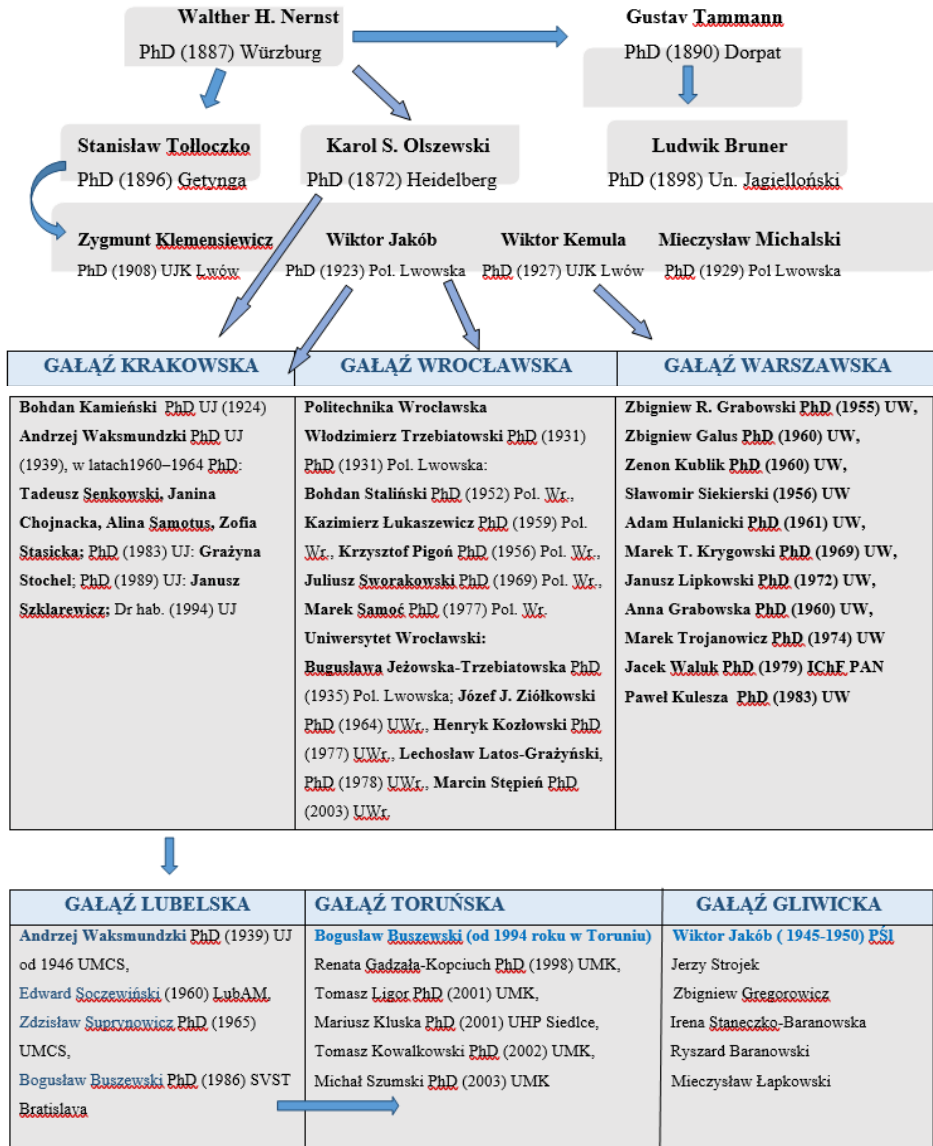 Walther H. Nernst
PhD (1887) Würzburg
Gustav Tammann
PhD (1890) Dorpat
Stanisław Tołłoczko
PhD (1896) Getynga
Karol S. Olszewski
PhD (1872) Heidelberg
Ludwik Bruner
PhD (1898) Un. Jagielloński
Zygmunt Klemensiewicz
PhD (1908) UJK Lwów
Wiktor Jakób
PhD (1923) Pol. Lwowska
Wiktor Kemula
PhD (1927) UJK Lwów
Mieczysław Michalski
PhD (1929) Pol Lwowska
GAŁĄŹ KRAKOWSKA
Bohdan Kamieński PhD UJ (1924)
Andrzej Waksmundzki PhD UJ
(1939), w latach1960–1964 PhD:
Tadeusz Senkowski, Janina
Chojnacka, Alina Samotus, Zofia
Stasicka; PhD (1983) UJ: Grażyna
Stochel; PhD (1989) UJ: Janusz
Szklarewicz; Dr hab. (1994) UJ
GAŁĄŹ WROCŁAWSKA
Politechnika Wrocławska
Włodzimierz Trzebiatowski PhD (1931)
PhD (1931) Pol. Lwowska:
Bohdan Staliński PhD (1952) Pol. Wr.,
Kazimierz Łukaszewicz PhD (1959) Pol.
Wr., Krzysztof Pigoń PhD (1956) Pol. Wr.,
Juliusz Sworakowski PhD (1969) Pol. Wr.,
Marek Samoć PhD (1977) Pol. Wr.
Uniwersytet Wrocławski:
Bugusława Jeżowska-Trzebiatowska PhD
(1935) Pol. Lwowska; Józef J. Ziółkowski
PhD (1964) UWr., Henryk Kozłowski PhD
(1977) UWr., Lechosław Latos-Grażyński,
PhD (1978) UWr., Marcin Stępień PhD
(2003) UWr.
GAŁĄŹ WARSZAWSKA
Zbigniew R. Grabowski PhD (1955) UW,
Zbigniew Galus PhD (1960) UW,
Zenon Kublik PhD (1960) UW,
Sławomir Siekierski (1956) UW
Adam Hulanicki PhD (1961) UW,
Marek T. Krygowski PhD (1969) UW,
Janusz Lipkowski PhD (1972) UW,
Anna Grabowska PhD (1960) UW,
Marek Trojanowicz PhD (1974) UW
Jacek Waluk PhD (1979) IChF PAN
Paweł Kulesza PhD (1983) UW
GAŁĄŹ LUBELSKA
Andrzej Waksmundzki PhD (1939) UJ
od 1946 UMCS,
Edward Soczewiński (1960) LubAM,
Zdzisław Suprynowicz PhD (1965)
UMCS,
Bogusław Buszewski PhD (1986) SVST
Bratislava
GAŁĄŹ TORUŃSKA
Bogusław Buszewski (od 1994 roku w Toruniu)
Renata Gadzała-Kopciuch PhD (1998) UMK,
Tomasz Ligor PhD (2001) UMK,
Mariusz Kluska PhD (2001) UHP Siedlce,
Tomasz Kowalkowski PhD (2002) UMK,
Michał Szumski PhD (2003) UMK
GAŁĄŹ GLIWICKA
Wiktor Jakób ( 1945-1950) PŚl
Jerzy Strojek
Zbigniew Gregorowicz
Irena Staneczko-Baranowska
Ryszard Baranowski
Mieczysław Łapkowski